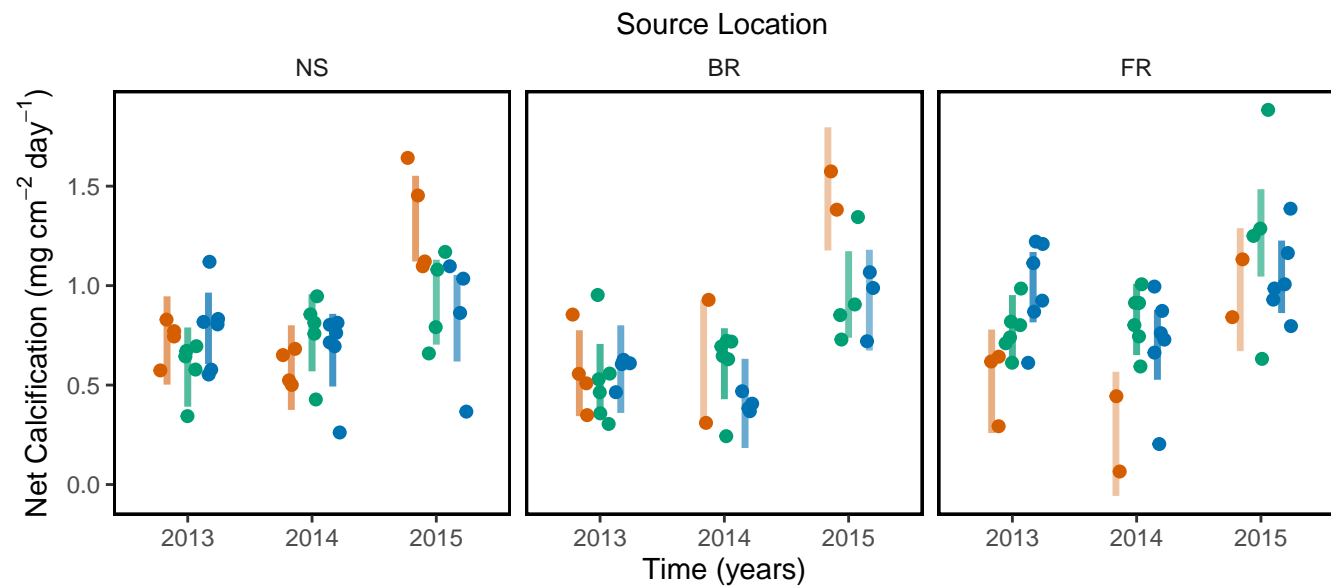 Source Location
NS BR FR
Net Calcification (mg cm⁻² day⁻¹)
1.5
1.0
0.5
0.0
2013 2014 2015 2013 2014 2015 2013 2014 2015
Time (years)